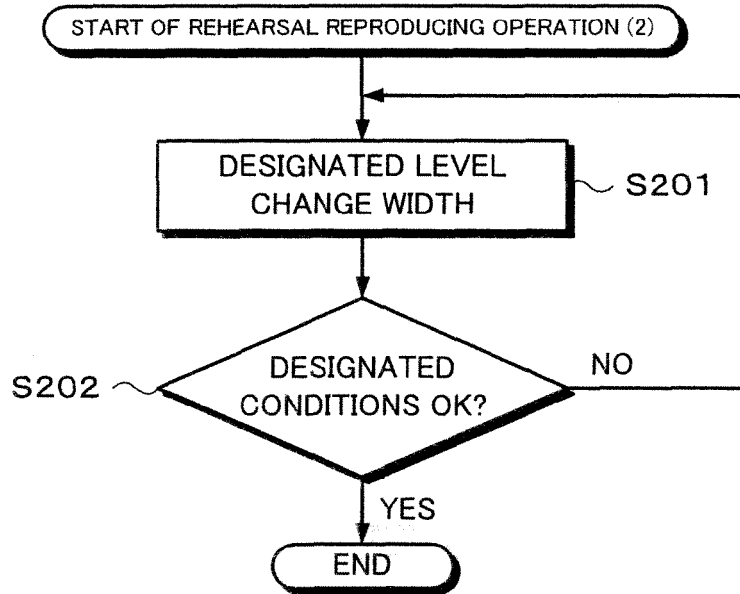 START OF REHEARSAL REPRODUCING OPERATION (2)
DESIGNATED LEVEL
CHANGE WIDTH
S201
S202
DESIGNATED
CONDITIONS OK?
NO
YES
END